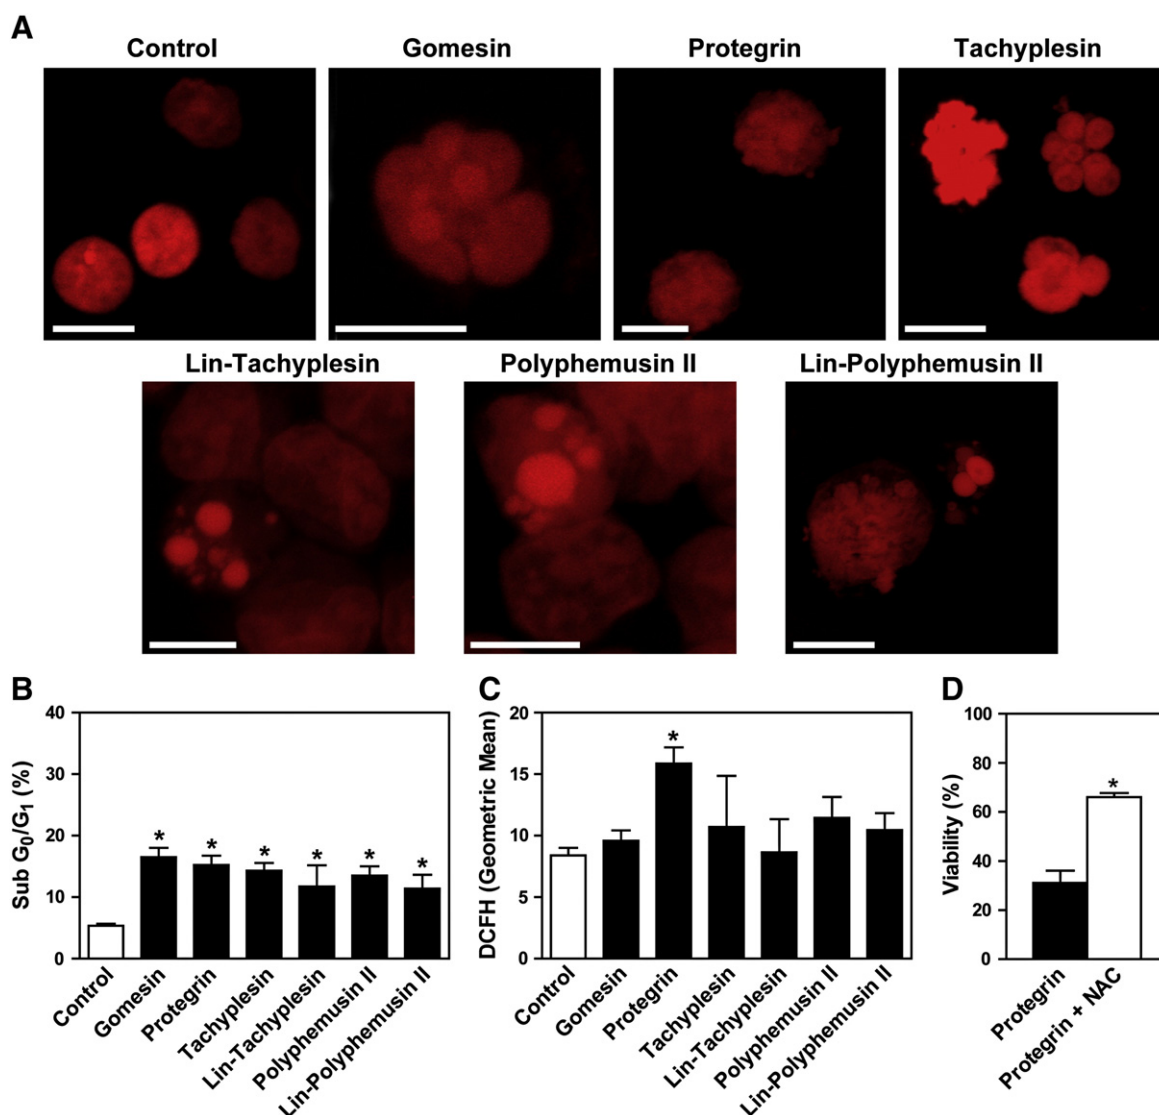 A
Control Gomesin Protegrin Tachyplesin
Lin-Tachyplesin Polyphemusin II Lin-Polyphemusin II
B
Sub G₀/G₁ (%)
40
30
20
10
0
* * * * * *
Control
Gomesin
Protegrin
Tachyplesin
Lin-Tachyplesin
Polyphemusin II
Lin-Polyphemusin II
C
DCFH (Geometric Mean)
20
15
10
5
0
*
Control
Gomesin
Protegrin
Tachyplesin
Lin-Tachyplesin
Polyphemusin II
Lin-Polyphemusin II
D
Viability (%)
100
80
60
40
20
0
*
Protegrin
Protegrin + NAC